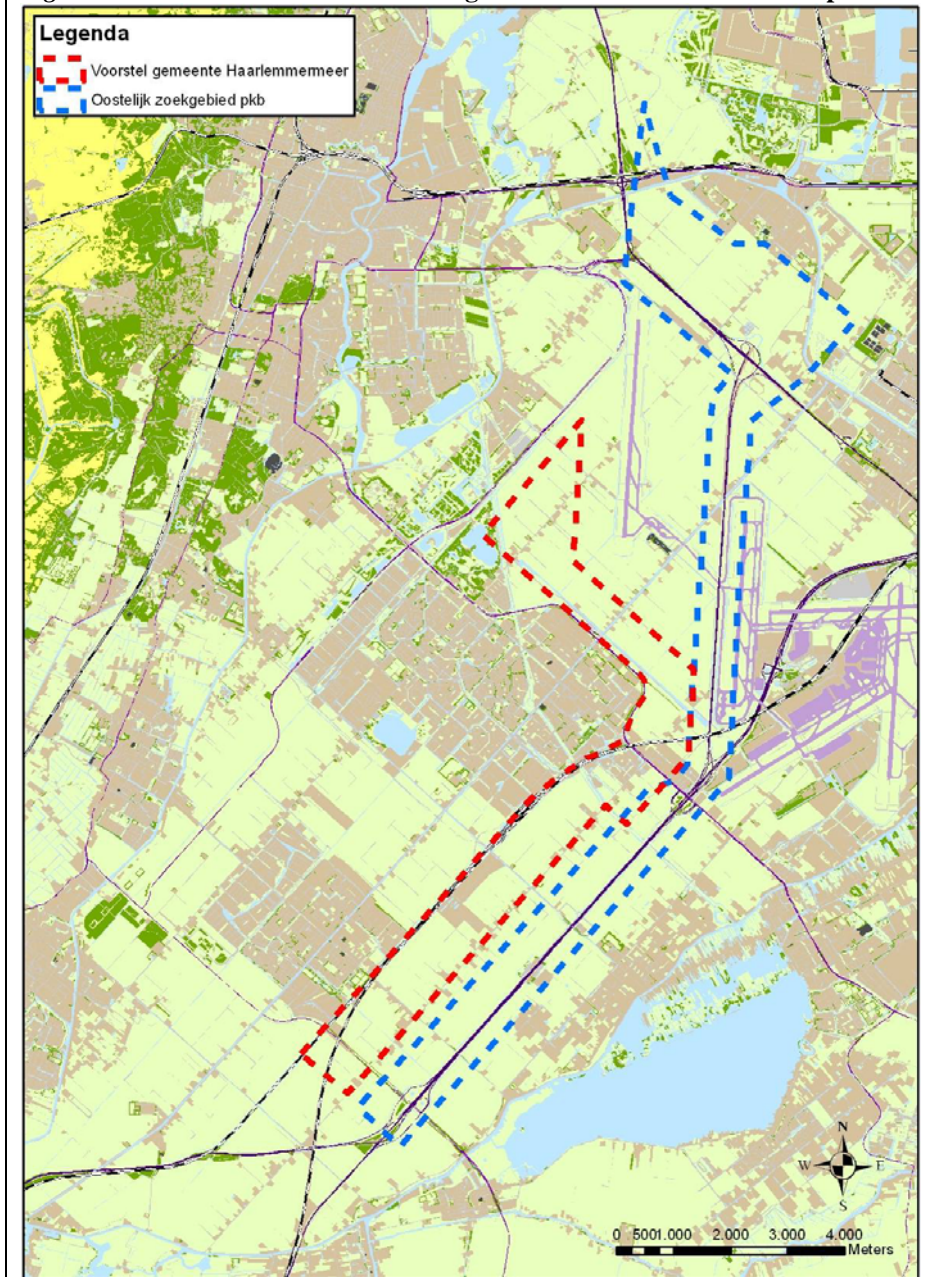 Legenda
Voorstel gemeente Haarlemmermeer
Oostelijk zoekgebied pkb
N
W E
S
0 5001.000 2.000 3.000 4.000
Meters